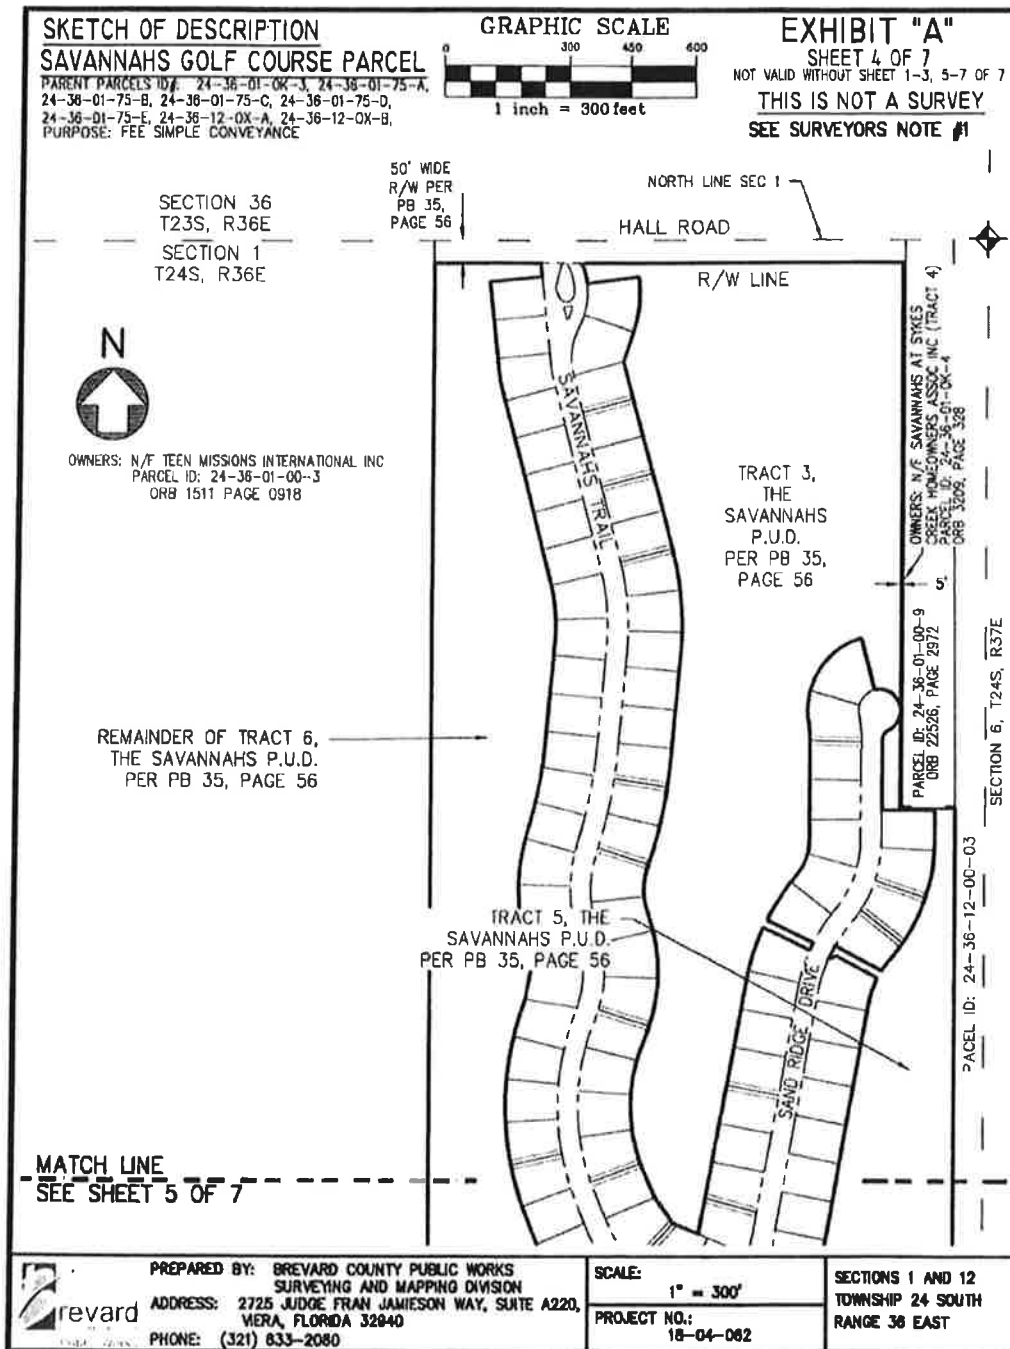 SKETCH OF DESCRIPTION
SAVANNAHS GOLF COURSE PARCEL
PARENT PARCELS ID#: 24-36-01-0K-3, 24-36-01-75-A,
24-36-01-75-B, 24-36-01-75-C, 24-36-01-75-D,
24-36-01-75-E, 24-36-12-0X-A, 24-36-12-0X-B,
PURPOSE: FEE SIMPLE CONVEYANCE
GRAPHIC SCALE
0 300 450 600
1 inch = 300 feet
EXHIBIT "A"
SHEET 4 OF 7
NOT VALID WITHOUT SHEET 1-3, 5-7 OF 7
THIS IS NOT A SURVEY
SEE SURVEYORS NOTE #1
50' WIDE
R/W PER
PB 35,
PAGE 56
NORTH LINE SEC 1
SECTION 36
T23S, R36E
HALL ROAD
SECTION 1
T24S, R36E
R/W LINE
N
OWNERS: N/F TEEN MISSIONS INTERNATIONAL INC
PARCEL ID: 24-36-01-00-3
ORB 1511 PAGE 0918
SAVANNAHS TRAIL
TRACT 3,
THE
SAVANNAHS
P.U.D.
PER PB 35,
PAGE 56
OWNERS: N/F SAVANNAHS AT SYKES
CREEK HOMEOWNERS ASSOC INC (TRACT 4)
PARCEL ID: 24-36-01-0K-4
ORB 3209, PAGE 328
5'
PARCEL ID: 24-36-01-00-9
ORB 22526, PAGE 2972
SECTION 6, T24S, R37E
REMAINDER OF TRACT 6,
THE SAVANNAHS P.U.D.
PER PB 35, PAGE 56
TRACT 5, THE
SAVANNAHS P.U.D.
PER PB 35, PAGE 56
SAND RIDGE DRIVE
PACEL ID: 24-36-12-00-03
MATCH LINE
SEE SHEET 5 OF 7
revard
PREPARED BY: BREVARD COUNTY PUBLIC WORKS
SURVEYING AND MAPPING DIVISION
ADDRESS: 2725 JUDGE FRAN JAMIESON WAY, SUITE A220,
VIERA, FLORIDA 32940
PHONE: (321) 633-2080
SCALE:
1" = 300'
PROJECT NO.:
18-04-062
SECTIONS 1 AND 12
TOWNSHIP 24 SOUTH
RANGE 36 EAST